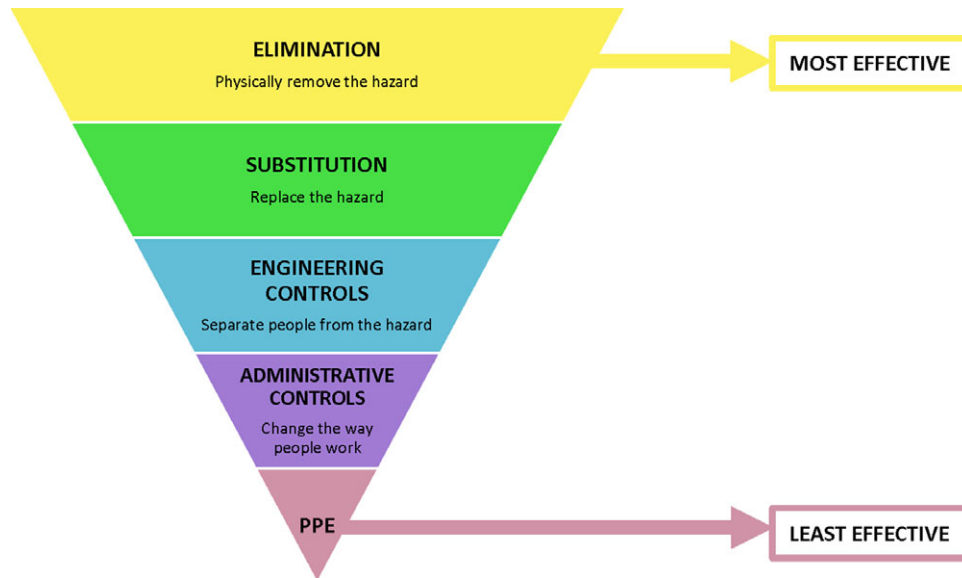 ELIMINATION
Physically remove the hazard
MOST EFFECTIVE
SUBSTITUTION
Replace the hazard
ENGINEERING
CONTROLS
Separate people from the hazard
ADMINISTRATIVE
CONTROLS
Change the way
people work
PPE
LEAST EFFECTIVE